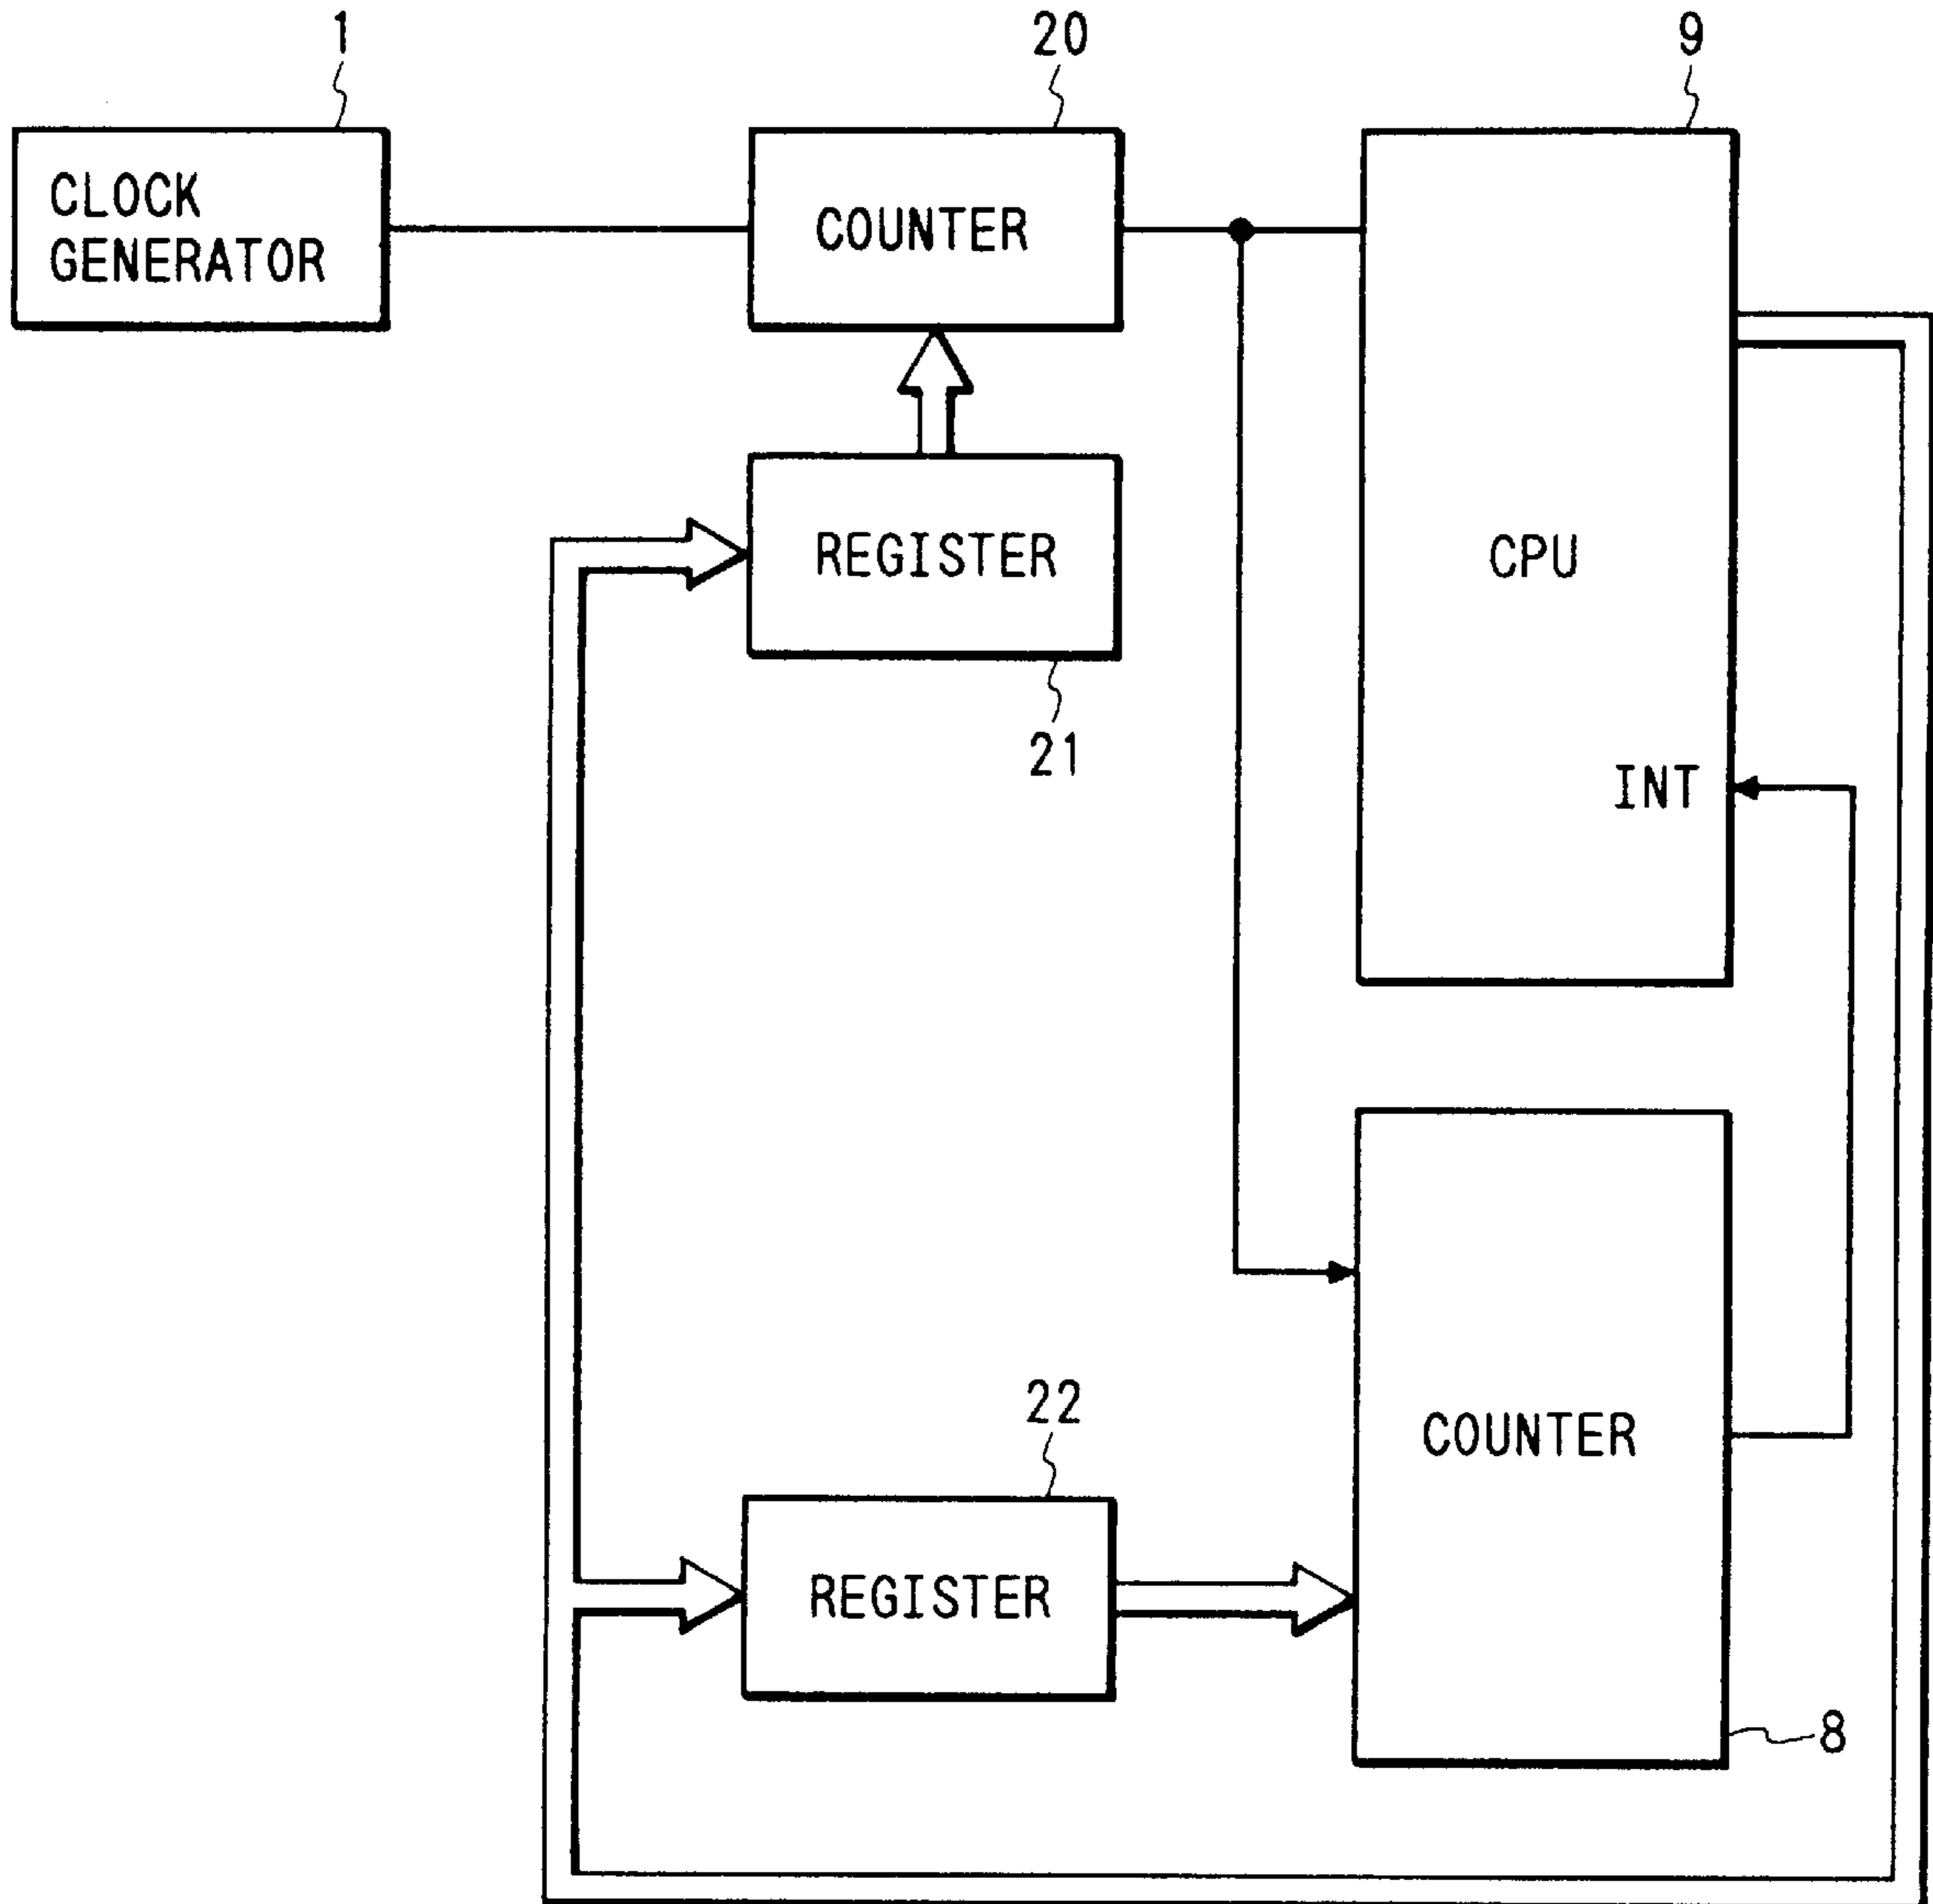 1
20
9
CLOCK
GENERATOR
COUNTER
REGISTER
CPU
21
INT
22
COUNTER
REGISTER
8